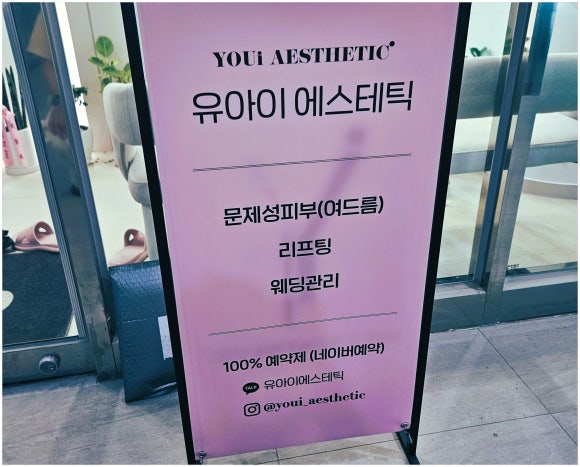 YOUi AESTHETIC
유아이 에스테틱
문제성피부(여드름)
리프팅
웨딩관리
100% 예약제 (네이버예약)
TALK 유아이에스테틱
@youi_aesthetic